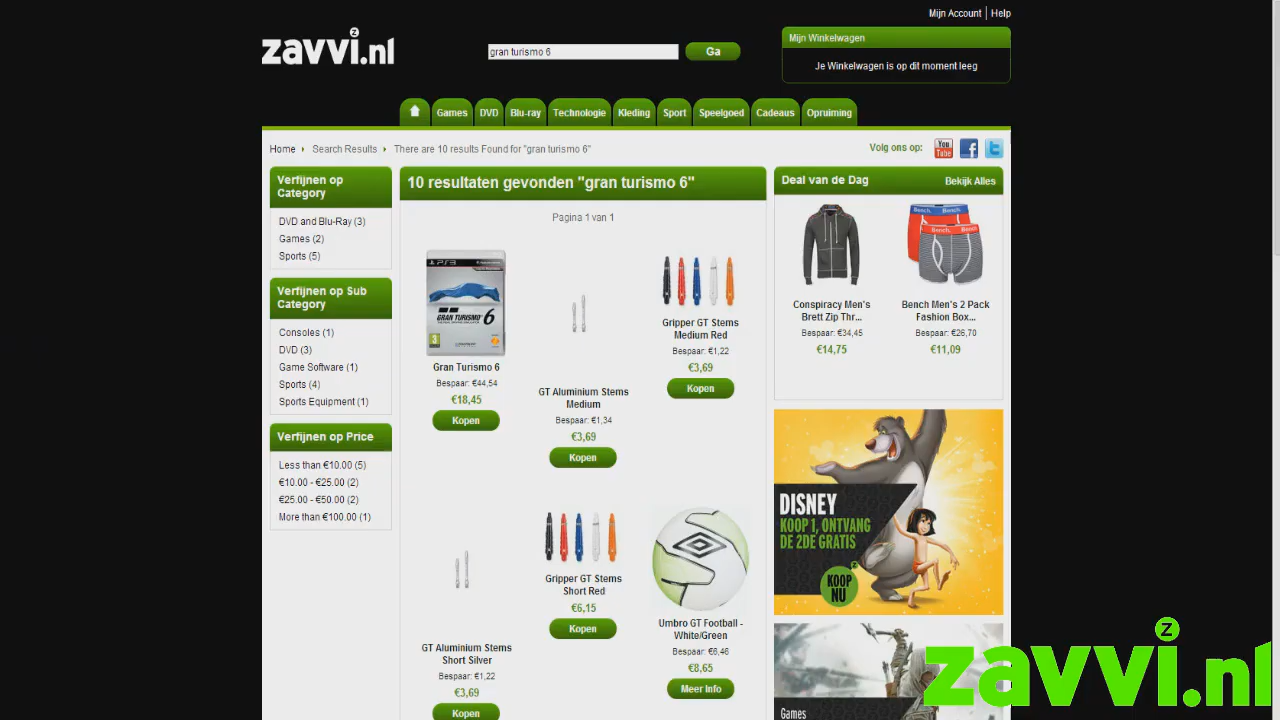 Mijn Account
Help
zavvi.nl
gran turismo 6
Ga
Mijn Winkelwagen
Je Winkelwagen is op dit moment leeg
Games
DVD
Blu-ray
Technologie
Kleding
Sport
Speelgoed
Cadeaus
Opruiming
Home
Search Results
There are 10 results Found for "gran turismo 6"
Volg ons op:
You Tube
Verfijnen op
Category
DVD and Blu-Ray (3)
Games (2)
Sports (5)
Verfijnen op Sub
Category
Consoles (1)
DVD (3)
Game Software (1)
Sports (4)
Sports Equipment (1)
Verfijnen op Price
Less than €10.00 (5)
€10.00 - €25.00 (2)
€25.00 - €50.00 (2)
More than €100.00 (1)
10 resultaten gevonden "gran turismo 6"
Pagina 1 van 1
PS3
GRAN TURISMO 6
3
Gran Turismo 6
Bespaar: €44,54
€18,45
Kopen
GT Aluminium Stems
Medium
Bespaar: €1,34
€3,69
Kopen
Gripper GT Stems
Medium Red
Bespaar: €1,22
€3,69
Kopen
GT Aluminium Stems
Short Silver
Bespaar: €1,22
€3,69
Kopen
Gripper GT Stems
Short Red
€6,15
Kopen
Umbro GT Football -
White/Green
Bespaar: €6,46
€8,65
Meer Info
Deal van de Dag
Bekijk Alles
Conspiracy Men's
Brett Zip Thr...
Bespaar: €34,45
€14,75
Bench.
Bench.
Bench Men's 2 Pack
Fashion Box...
Bespaar: €26,70
€11,09
DISNEY
KOOP 1, ONTVANG
DE 2DE GRATIS
KOOP
NU
Games
zavvi.nl